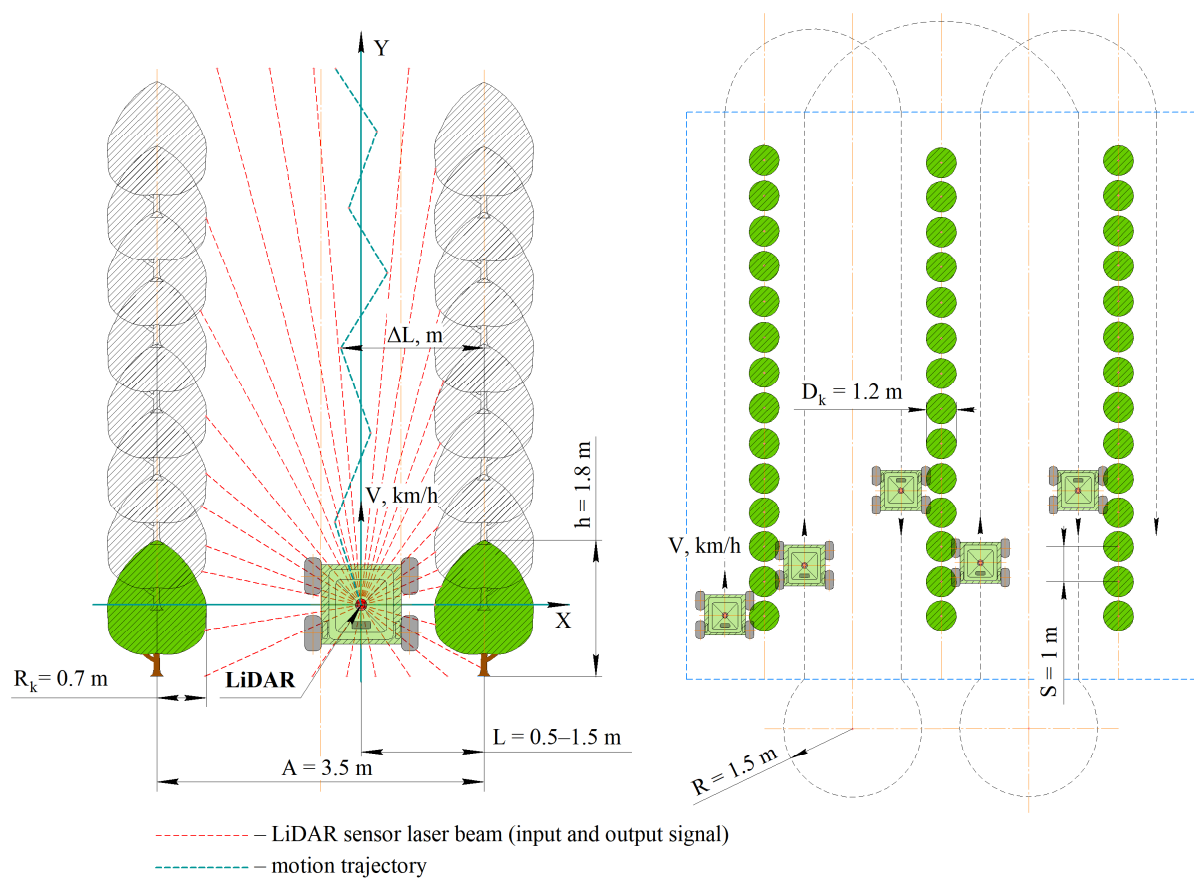 Y
ΔL, m
V, km/h
h = 1.8 m
X
R_k = 0.7 m
LiDAR
L = 0.5–1.5 m
A = 3.5 m
D_k = 1.2 m
V, km/h
S = 1 m
R = 1.5 m
– LiDAR sensor laser beam (input and output signal)
– motion trajectory